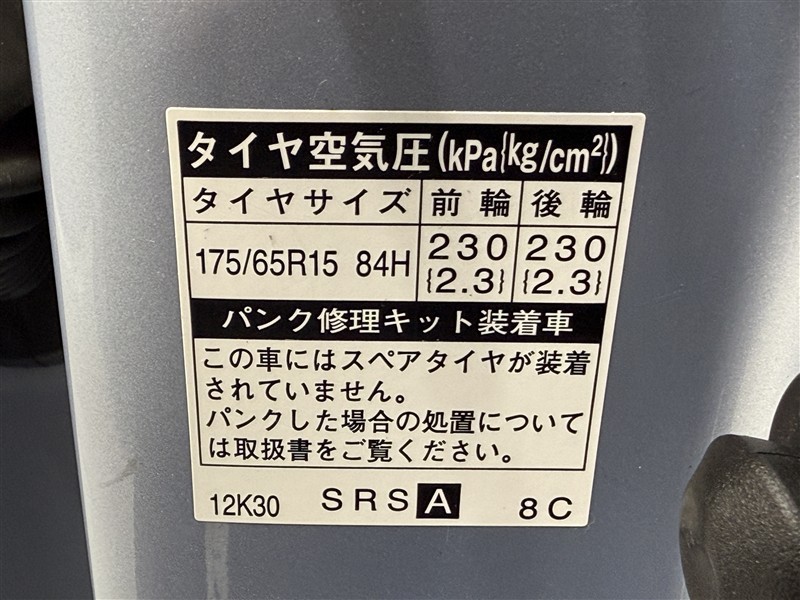 タイヤ空気圧(kPa{kg/cm²})
タイヤサイズ 前輪 後輪
175/65R15 84H 230 230
{2.3} {2.3}
パンク修理キット装着車
この車にはスペアタイヤが装着
されていません。
パンクした場合の処置について
は取扱書をご覧ください。
12K30 SRS A 8C